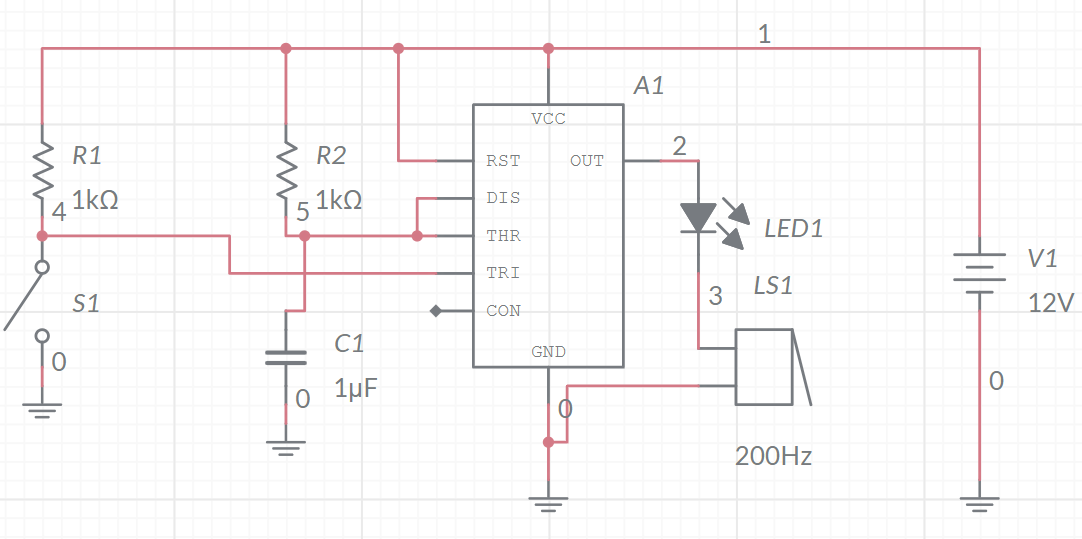 1
A1
VCC
R1
1kΩ
4
R2
1kΩ
5
RST
OUT
2
DIS
THR
TRI
CON
GND
LED1
LS1
3
200Hz
V1
12V
0
S1
0
C1
1µF
0
0